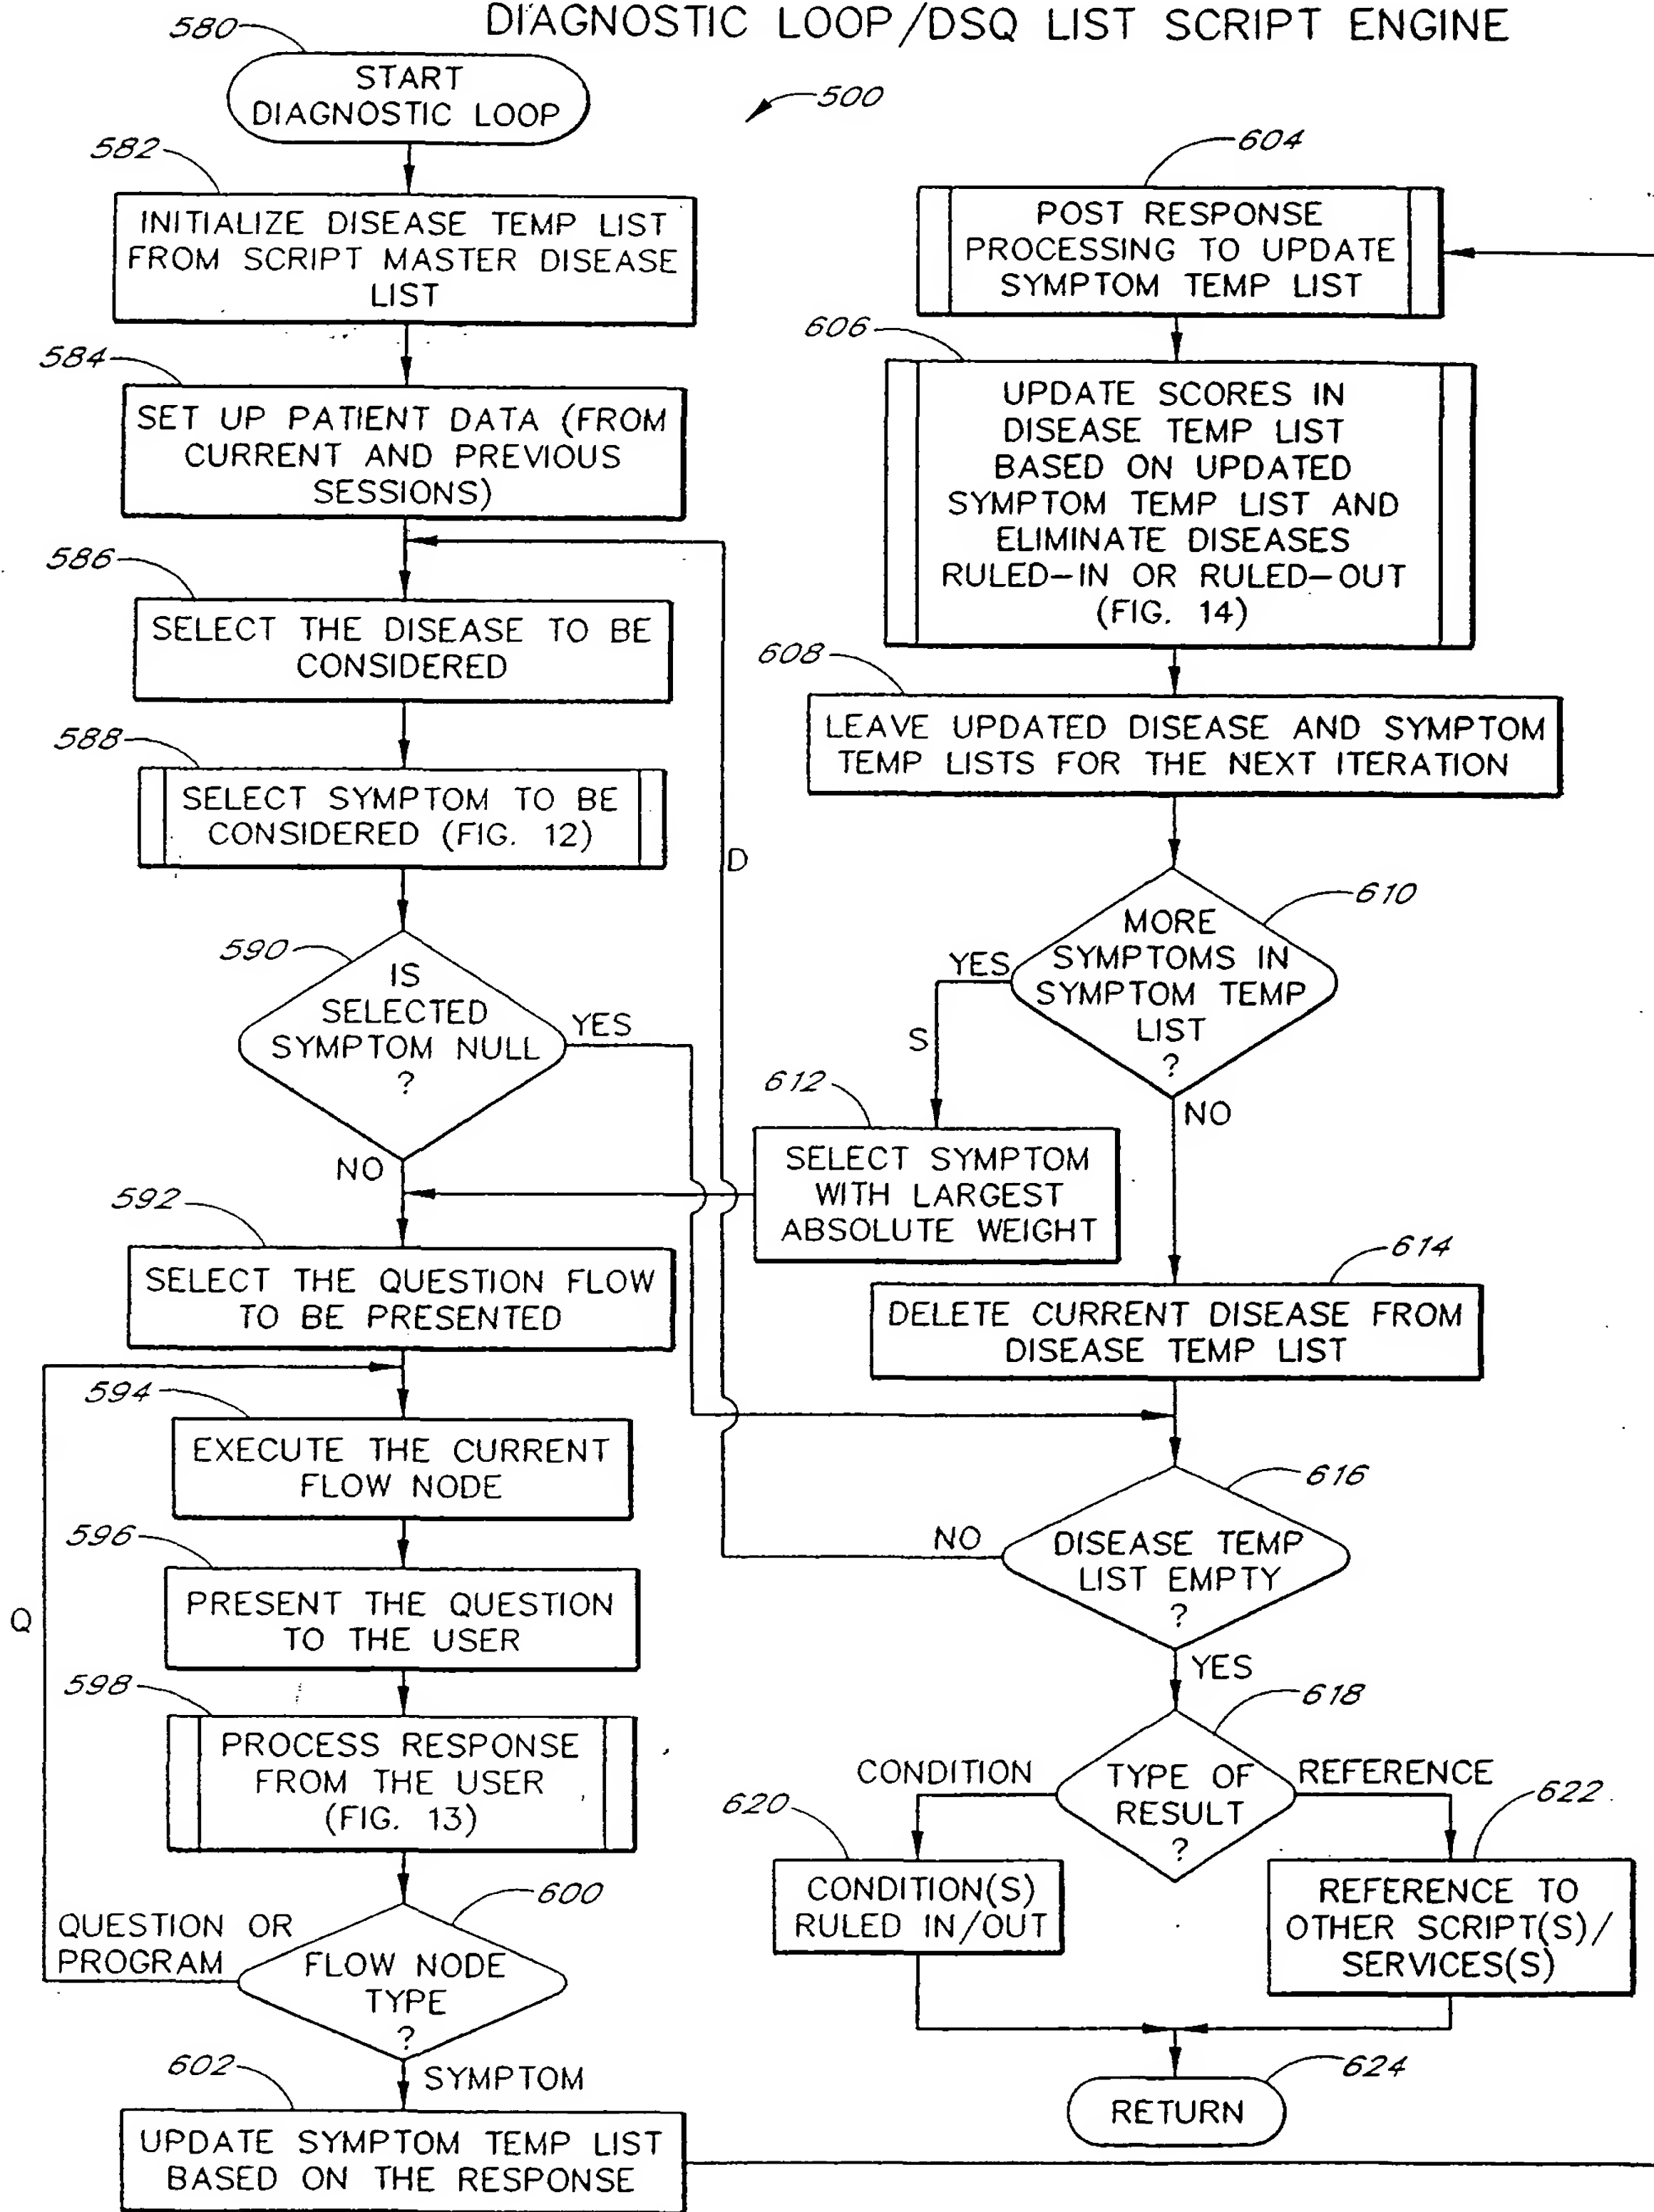 DIAGNOSTIC LOOP/DSQ LIST SCRIPT ENGINE
580
START
DIAGNOSTIC LOOP
500
582
INITIALIZE DISEASE TEMP LIST
FROM SCRIPT MASTER DISEASE
LIST
584
SET UP PATIENT DATA (FROM
CURRENT AND PREVIOUS
SESSIONS)
586
SELECT THE DISEASE TO BE
CONSIDERED
588
SELECT SYMPTOM TO BE
CONSIDERED (FIG. 12)
D
590
IS
SELECTED
SYMPTOM NULL
?
YES
NO
592
SELECT THE QUESTION FLOW
TO BE PRESENTED
594
EXECUTE THE CURRENT
FLOW NODE
596
PRESENT THE QUESTION
TO THE USER
Q
598
PROCESS RESPONSE
FROM THE USER
(FIG. 13)
600
QUESTION OR
PROGRAM
FLOW NODE
TYPE
?
602
SYMPTOM
UPDATE SYMPTOM TEMP LIST
BASED ON THE RESPONSE
604
POST RESPONSE
PROCESSING TO UPDATE
SYMPTOM TEMP LIST
606
UPDATE SCORES IN
DISEASE TEMP LIST
BASED ON UPDATED
SYMPTOM TEMP LIST AND
ELIMINATE DISEASES
RULED-IN OR RULED-OUT
(FIG. 14)
608
LEAVE UPDATED DISEASE AND SYMPTOM
TEMP LISTS FOR THE NEXT ITERATION
610
MORE
SYMPTOMS IN
SYMPTOM TEMP
LIST
?
YES
S
NO
612
SELECT SYMPTOM
WITH LARGEST
ABSOLUTE WEIGHT
614
DELETE CURRENT DISEASE FROM
DISEASE TEMP LIST
616
DISEASE TEMP
LIST EMPTY
?
NO
YES
618
TYPE OF
RESULT
?
CONDITION
REFERENCE
620
CONDITION(S)
RULED IN/OUT
622
REFERENCE TO
OTHER SCRIPT(S)/
SERVICES(S)
624
RETURN